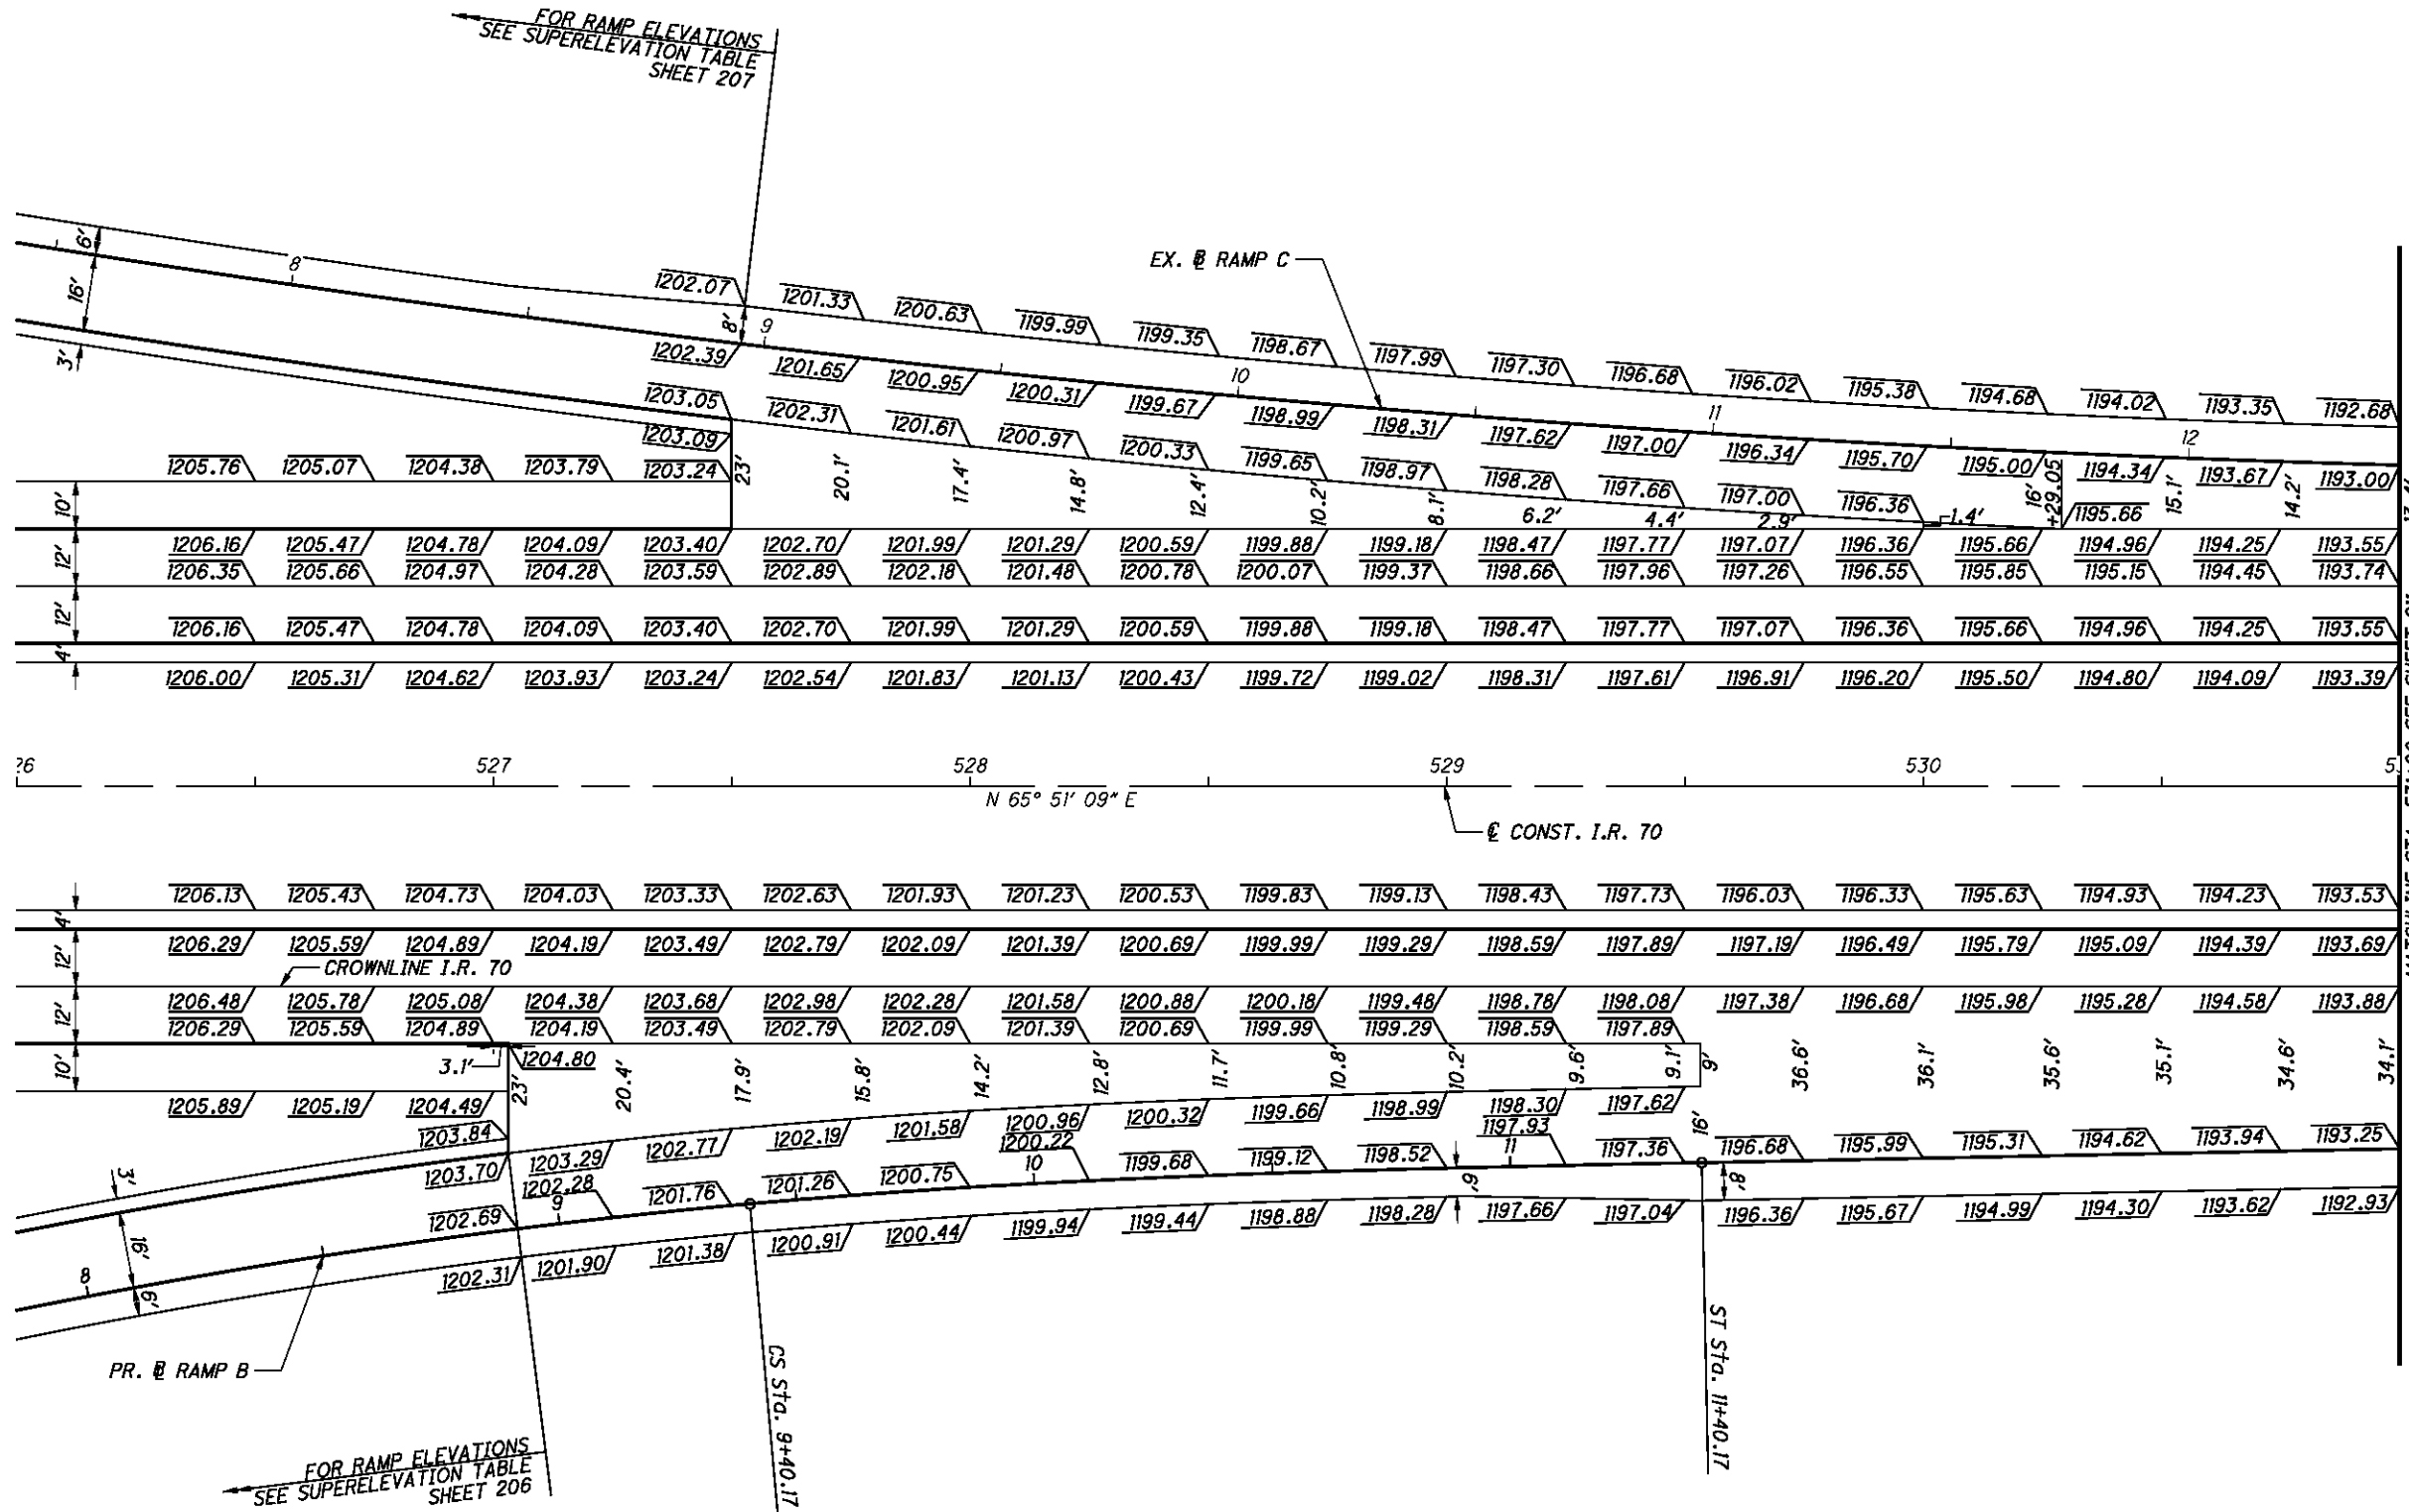 FOR RAMP ELEVATIONS
SEE SUPERELEVATION TABLE
SHEET 207
EX. ⅊ RAMP C
6'
16'
3'
8
8'
9
10
11
12
1202.07 1201.33 1200.63 1199.99 1199.35 1198.67 1197.99 1197.30 1196.68 1196.02 1195.38 1194.68 1194.02 1193.35 1192.68
1202.39 1201.65 1200.95 1200.31 1199.67 1198.99 1198.31 1197.62 1197.00 1196.34 1195.70 1195.00 1194.34 1193.67 1193.00
1203.05 1202.31 1201.61 1200.97 1200.33 1199.65 1198.97 1198.28 1197.66 1197.00 1196.36
1203.09
1205.76 1205.07 1204.38 1203.79 1203.24
23' 20.1' 17.4' 14.8' 12.4' 10.2' 8.1' 6.2' 4.4' 2.9' 1.4' 16' +29.05 1195.66 15.1' 14.2'
10'
1206.16 1205.47 1204.78 1204.09 1203.40 1202.70 1201.99 1201.29 1200.59 1199.88 1199.18 1198.47 1197.77 1197.07 1196.36 1195.66 1194.96 1194.25 1193.55
12'
1206.35 1205.66 1204.97 1204.28 1203.59 1202.89 1202.18 1201.48 1200.78 1200.07 1199.37 1198.66 1197.96 1197.26 1196.55 1195.85 1195.15 1194.45 1193.74
12'
1206.16 1205.47 1204.78 1204.09 1203.40 1202.70 1201.99 1201.29 1200.59 1199.88 1199.18 1198.47 1197.77 1197.07 1196.36 1195.66 1194.96 1194.25 1193.55
4'
1206.00 1205.31 1204.62 1203.93 1203.24 1202.54 1201.83 1201.13 1200.43 1199.72 1199.02 1198.31 1197.61 1196.91 1196.20 1195.50 1194.80 1194.09 1193.39
527 528 529 530
N 65° 51' 09" E
℄ CONST. I.R. 70
1206.13 1205.43 1204.73 1204.03 1203.33 1202.63 1201.93 1201.23 1200.53 1199.83 1199.13 1198.43 1197.73 1196.03 1196.33 1195.63 1194.93 1194.23 1193.53
4'
1206.29 1205.59 1204.89 1204.19 1203.49 1202.79 1202.09 1201.39 1200.69 1199.99 1199.29 1198.59 1197.89 1197.19 1196.49 1195.79 1195.09 1194.39 1193.69
12'
CROWNLINE I.R. 70
1206.48 1205.78 1205.08 1204.38 1203.68 1202.98 1202.28 1201.58 1200.88 1200.18 1199.48 1198.78 1198.08 1197.38 1196.68 1195.98 1195.28 1194.58 1193.88
12'
1206.29 1205.59 1204.89 1204.19 1203.49 1202.79 1202.09 1201.39 1200.69 1199.99 1199.29 1198.59 1197.89
3.1' 1204.80
10'
23' 20.4' 17.9' 15.8' 14.2' 12.8' 11.7' 10.8' 10.2' 9.6' 9.1' 9' 36.6' 36.1' 35.6' 35.1' 34.6' 34.1'
1205.89 1205.19 1204.49
1203.84
1203.70 1203.29 1202.77 1202.19 1201.58 1200.96 1200.32 1199.66 1198.99 1198.30 1197.62
16'
1202.69 1202.28 1201.76 1201.26 1200.75 1200.22 1199.68 1199.12 1198.52 1197.93 1197.36 1196.68 1195.99 1195.31 1194.62 1193.94 1193.25
8 9 10 11
3'
16'
6'
6'
8'
1202.31 1201.90 1201.38 1200.91 1200.44 1199.94 1199.44 1198.88 1198.28 1197.66 1197.04 1196.36 1195.67 1194.99 1194.30 1193.62 1192.93
PR. ⅊ RAMP B
CS Sta. 9+40.17
ST Sta. 11+40.17
FOR RAMP ELEVATIONS
SEE SUPERELEVATION TABLE
SHEET 206